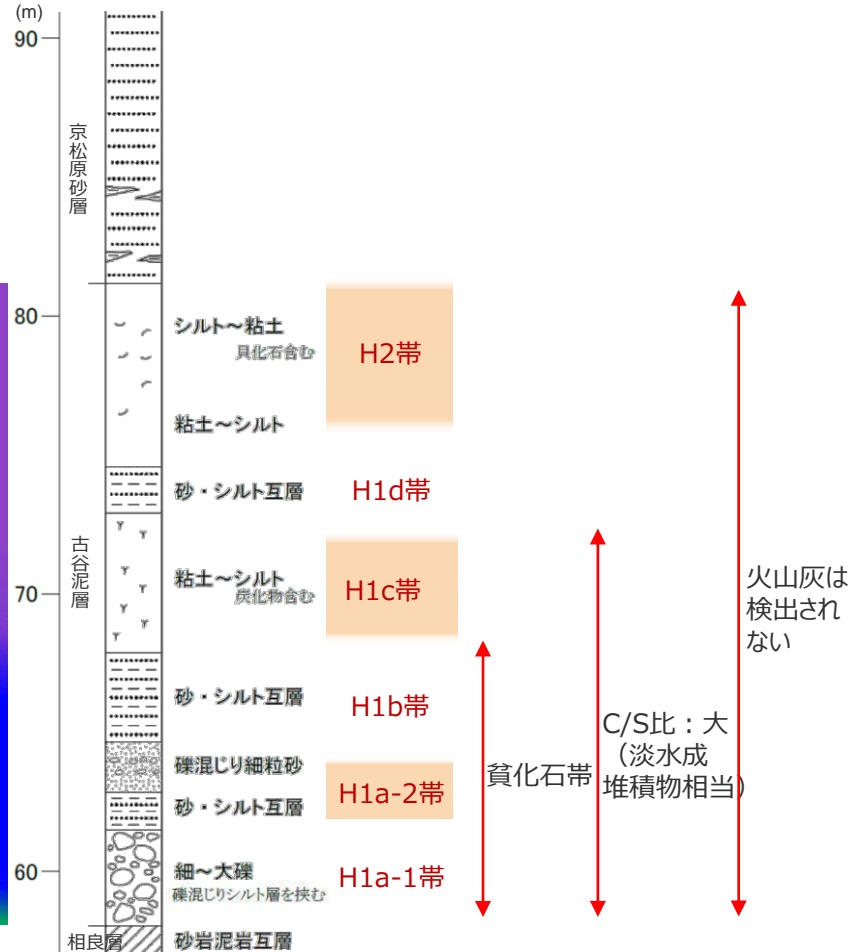 (m)
90
京松原砂層
80
シルト～粘土
貝化石含む
H2帯
粘土～シルト
砂・シルト互層
H1d帯
古谷泥層
70
粘土～シルト
炭化物含む
H1c帯
火山灰は
検出され
ない
砂・シルト互層
H1b帯
C/S比：大
（淡水成
堆積物相当）
貧化石帯
礫混じり細粒砂
H1a-2帯
砂・シルト互層
60
細～大礫
礫混じりシルト層を挟む
H1a-1帯
相良層
砂岩泥岩互層